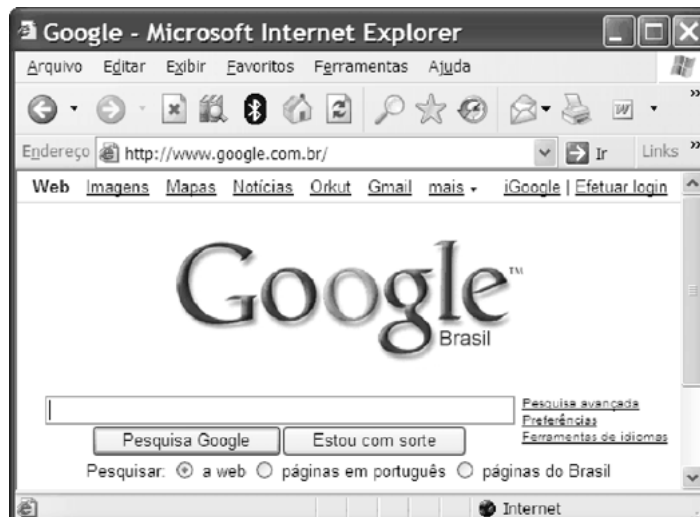 Google - Microsoft Internet Explorer
Arquivo Editar Exibir Favoritos Ferramentas Ajuda
W
Endereço http://www.google.com.br/ Ir Links »
Web Imagens Mapas Notícias Orkut Gmail mais iGoogle | Efetuar login
Google™
Brasil
Pesquisa avançada
Preferências
Ferramentas de idiomas
Pesquisa Google Estou com sorte
Pesquisar: a web páginas em português páginas do Brasil
Internet